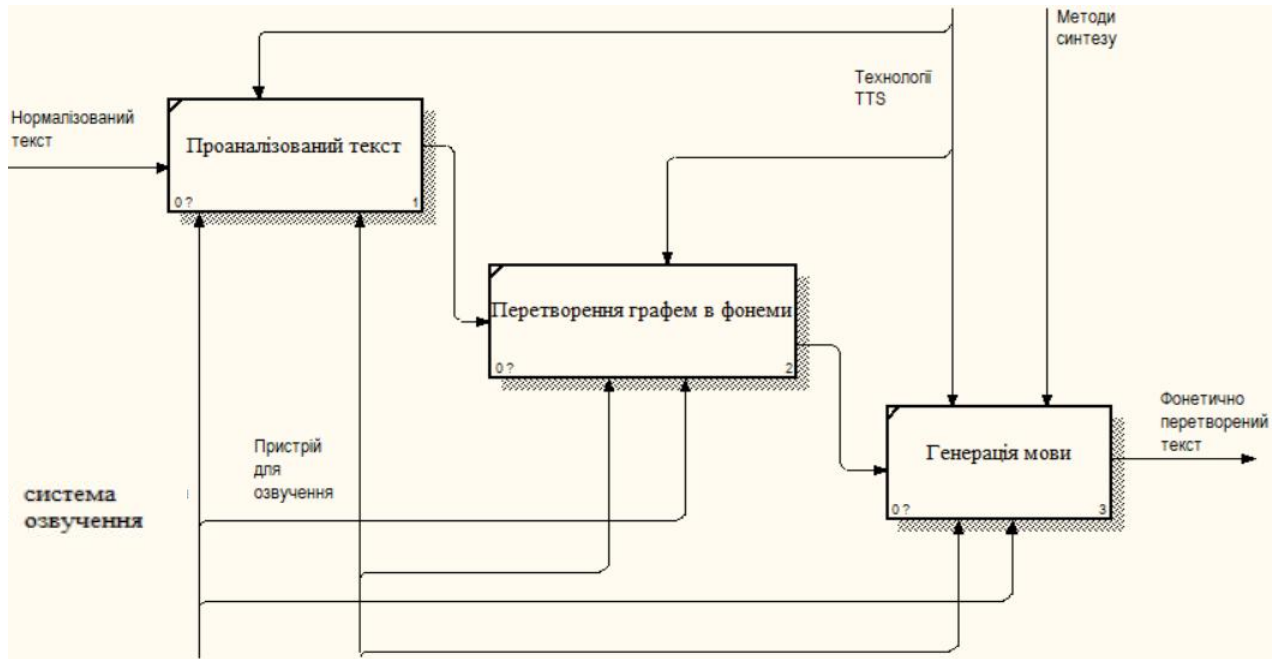 Методи
синтезу
Технології
TTS
Нормалізований
текст
Проаналізований текст
0 ?
1
Перетворення графем в фонеми
0 ?
2
Фонетично
перетворений
текст
Генерація мови
0 ?
3
Пристрій
для
озвучення
система
озвучення